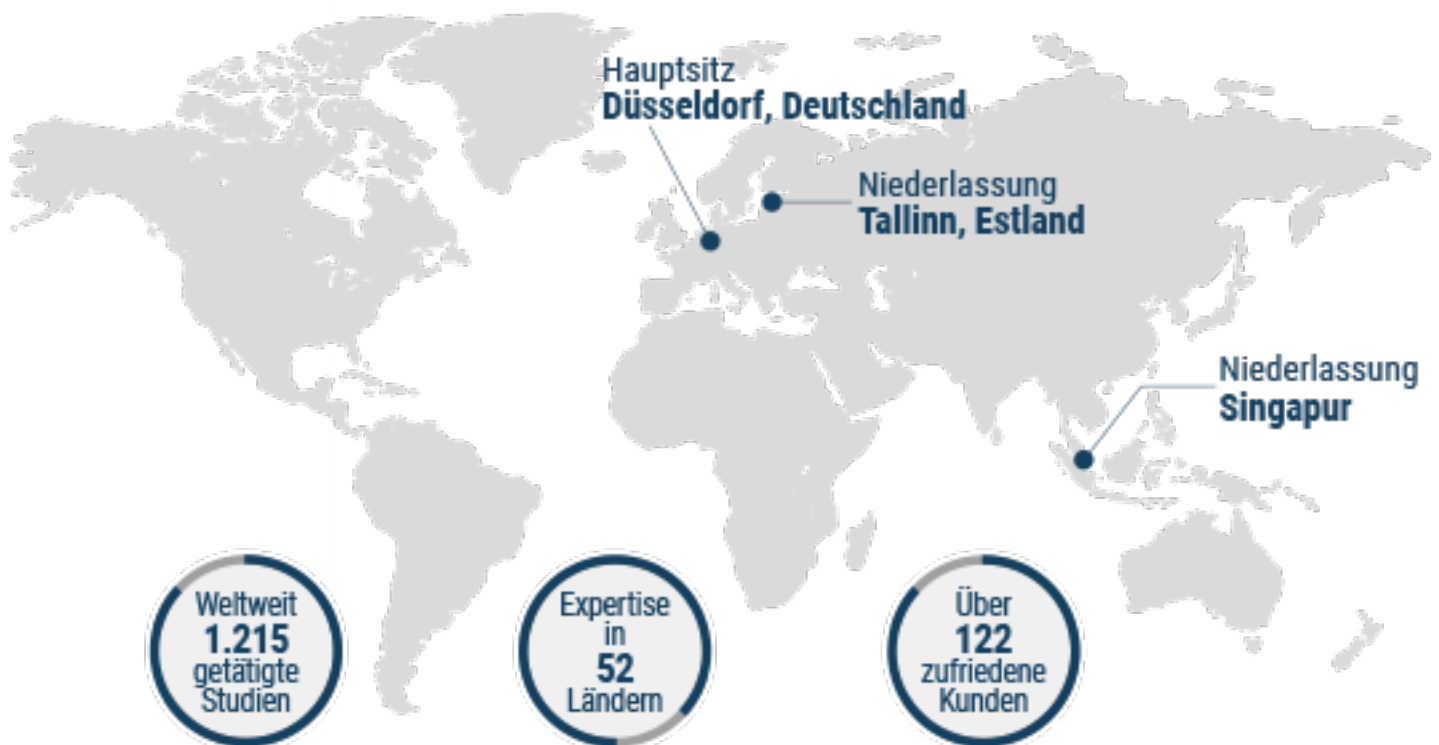 Hauptsitz
Düsseldorf, Deutschland
Niederlassung
Tallinn, Estland
Niederlassung
Singapur
Weltweit
1.215
getätigte
Studien
Expertise
in
52
Ländern
Über
122
zufriedene
Kunden